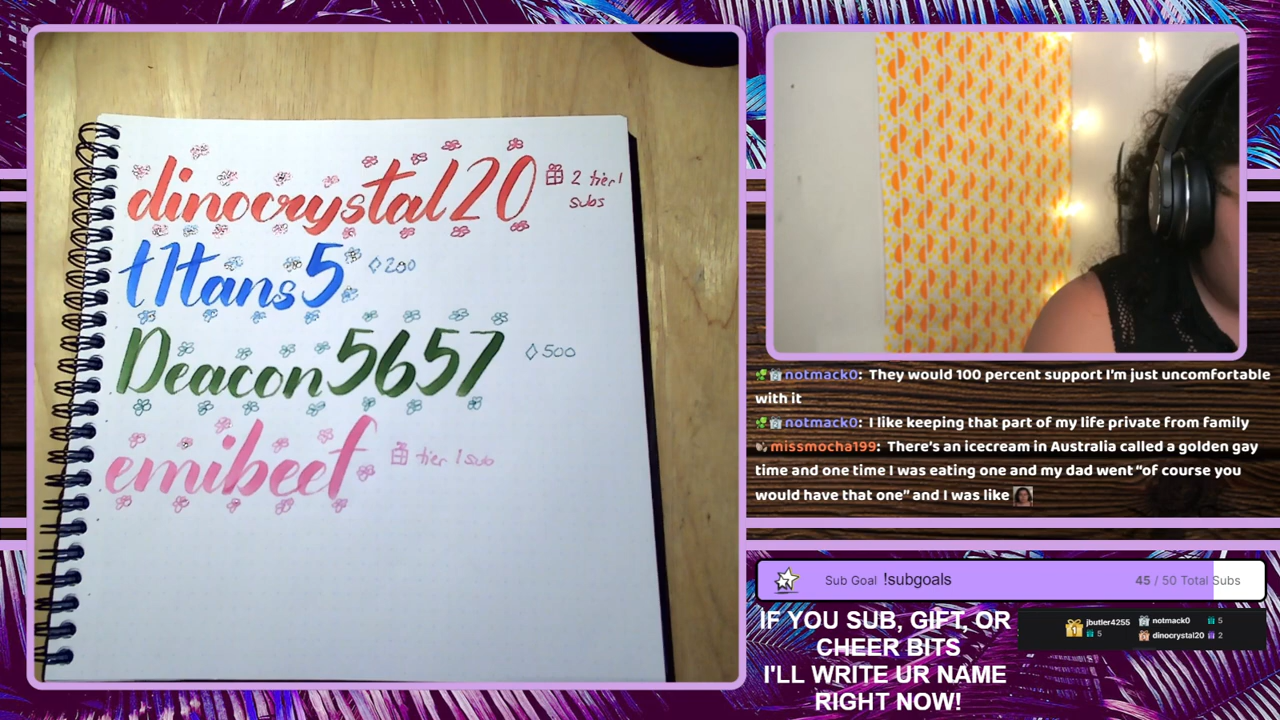 dinocrystal20
2 tier 1
subs
t1tans5
200
Deacon5657
500
emibeef
tier 1 sub
notmack0: They would 100 percent support I'm just uncomfortable
with it
notmack0: I like keeping that part of my life private from family
missmocha199: There's an icecream in Australia called a golden gay
time and one time I was eating one and my dad went "of course you
would have that one" and I was like
Sub Goal !subgoals 45 / 50 Total Subs
IF YOU SUB, GIFT, OR
CHEER BITS
I'LL WRITE UR NAME
RIGHT NOW!
1 jbutler4255 5
notmack0 5
dinocrystal20 2